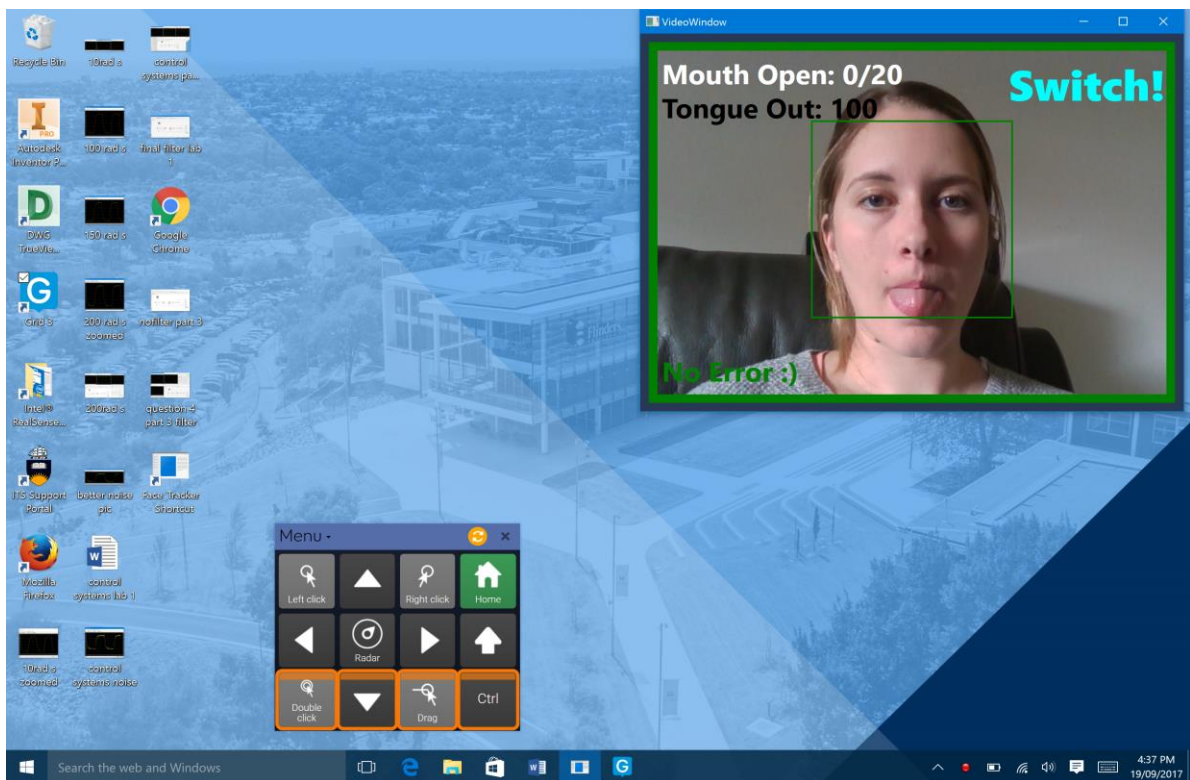 VideoWindow
Mouth Open: 0/20
Tongue Out: 100
Switch!
No Error :)
Recycle Bin
10rad s
control
systems pu...
Autodesk
Inventor P...
100 rad s
final filter lab
1
DWG
TrueVie...
150 rad s
Google
Chrome
Grid 3
200 rad s
zoomed
nofilter part 3
Intel®
RealSense...
200rad s
question 4
part 3 filter
ITS Support
Portal
better noise
pic
Face Tracker
Shortcut
Mozilla
Firefox
control
systems lab 1
10rad s
zoomed
control
systems noise
PRO
Flinders
Menu
Left click
Right click
Home
Radar
Double
click
Drag
Ctrl
Search the web and Windows
4:37 PM
19/09/2017